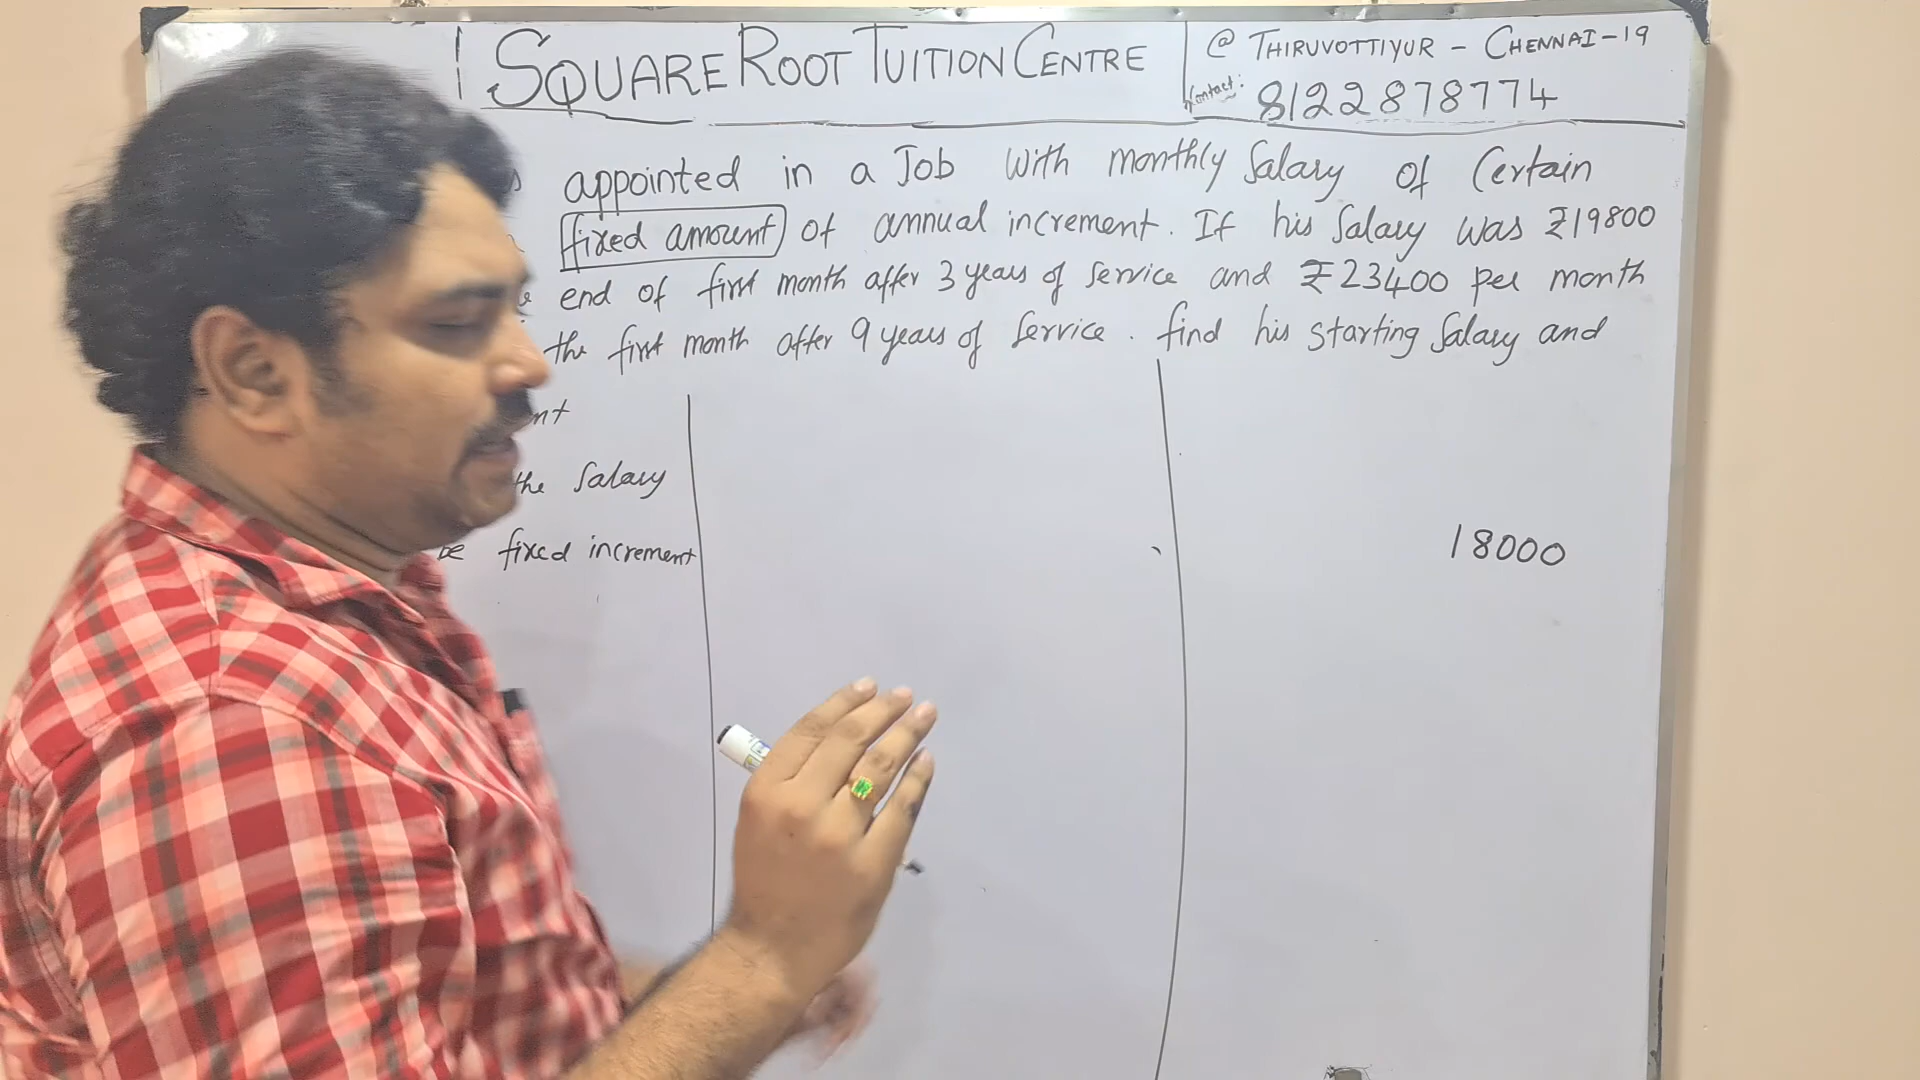 SQUARE ROOT TUITION CENTRE
@ THIRUVOTTIYUR - CHENNAI-19
Contact: 8122878774
appointed in a Job with monthly Salary of Certain
fixed amount of annual increment. If his Salary was ₹19800
end of first month after 3 years of service and ₹23400 per month
the first month after 9 years of Service. find his starting Salary and
the Salary
be fixed increment
18000